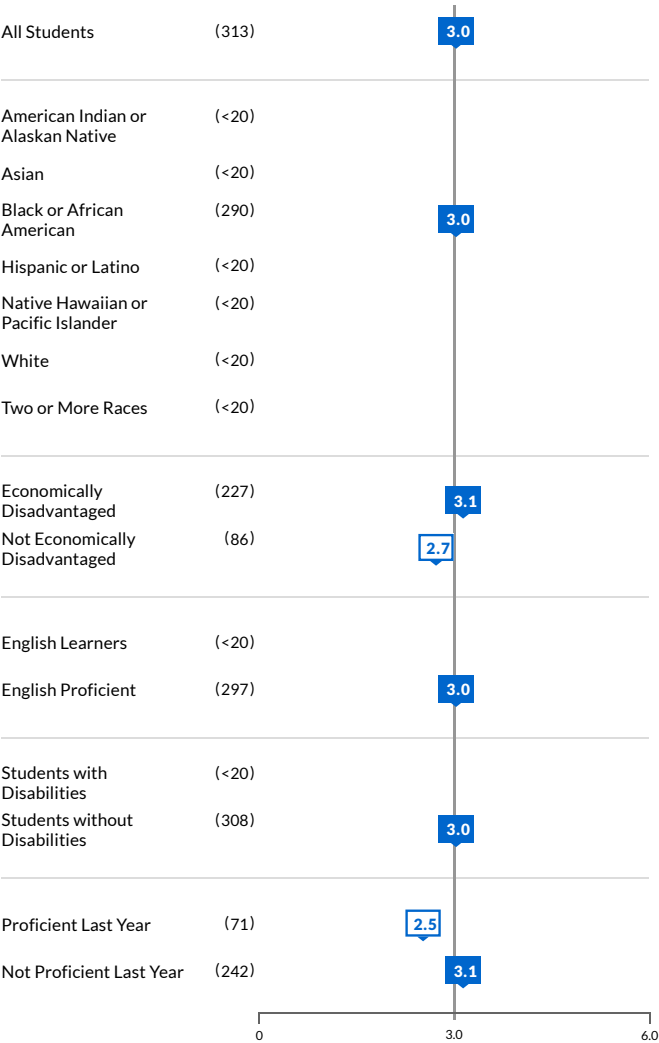 All Students (313) 3.0
American Indian or (<20)
Alaskan Native
Asian (<20)
Black or African (290) 3.0
American
Hispanic or Latino (<20)
Native Hawaiian or (<20)
Pacific Islander
White (<20)
Two or More Races (<20)
Economically (227) 3.1
Disadvantaged
Not Economically (86) 2.7
Disadvantaged
English Learners (<20)
English Proficient (297) 3.0
Students with (<20)
Disabilities
Students without (308) 3.0
Disabilities
Proficient Last Year (71) 2.5
Not Proficient Last Year (242) 3.1
0 3.0 6.0